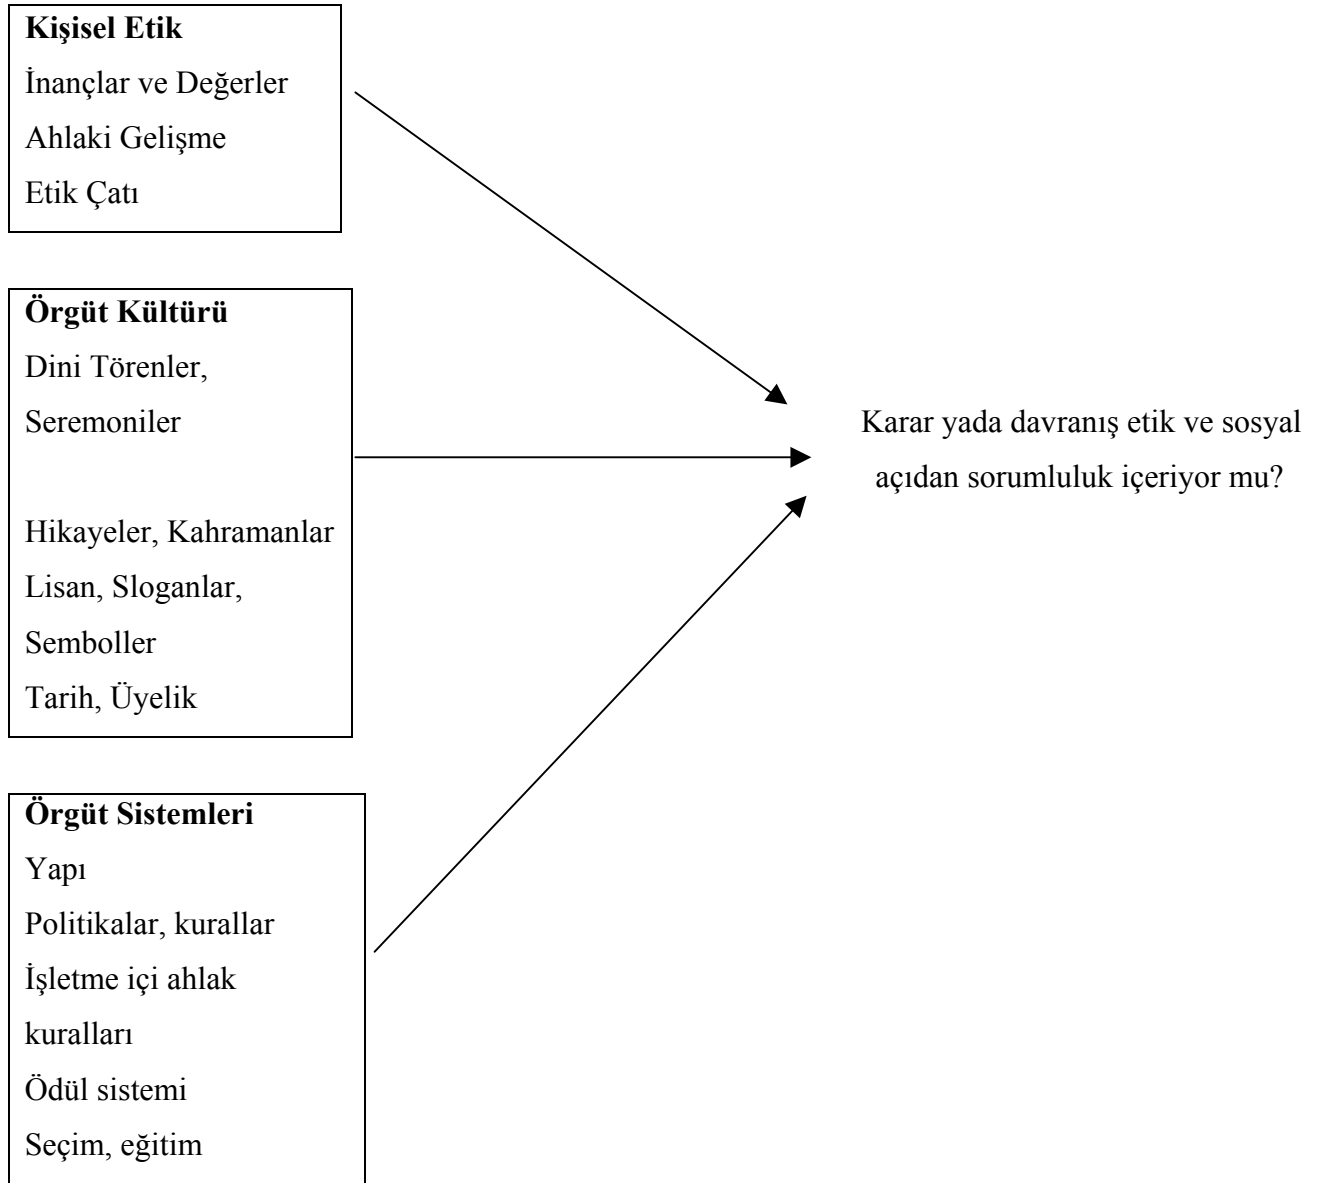 Kişisel Etik
İnançlar ve Değerler
Ahlaki Gelişme
Etik Çatı
Örgüt Kültürü
Dini Törenler,
Seremoniler
Hikayeler, Kahramanlar
Lisan, Sloganlar,
Semboller
Tarih, Üyelik
Örgüt Sistemleri
Yapı
Politikalar, kurallar
İşletme içi ahlak
kuralları
Ödül sistemi
Seçim, eğitim
Karar yada davranış etik ve sosyal
açıdan sorumluluk içeriyor mu?